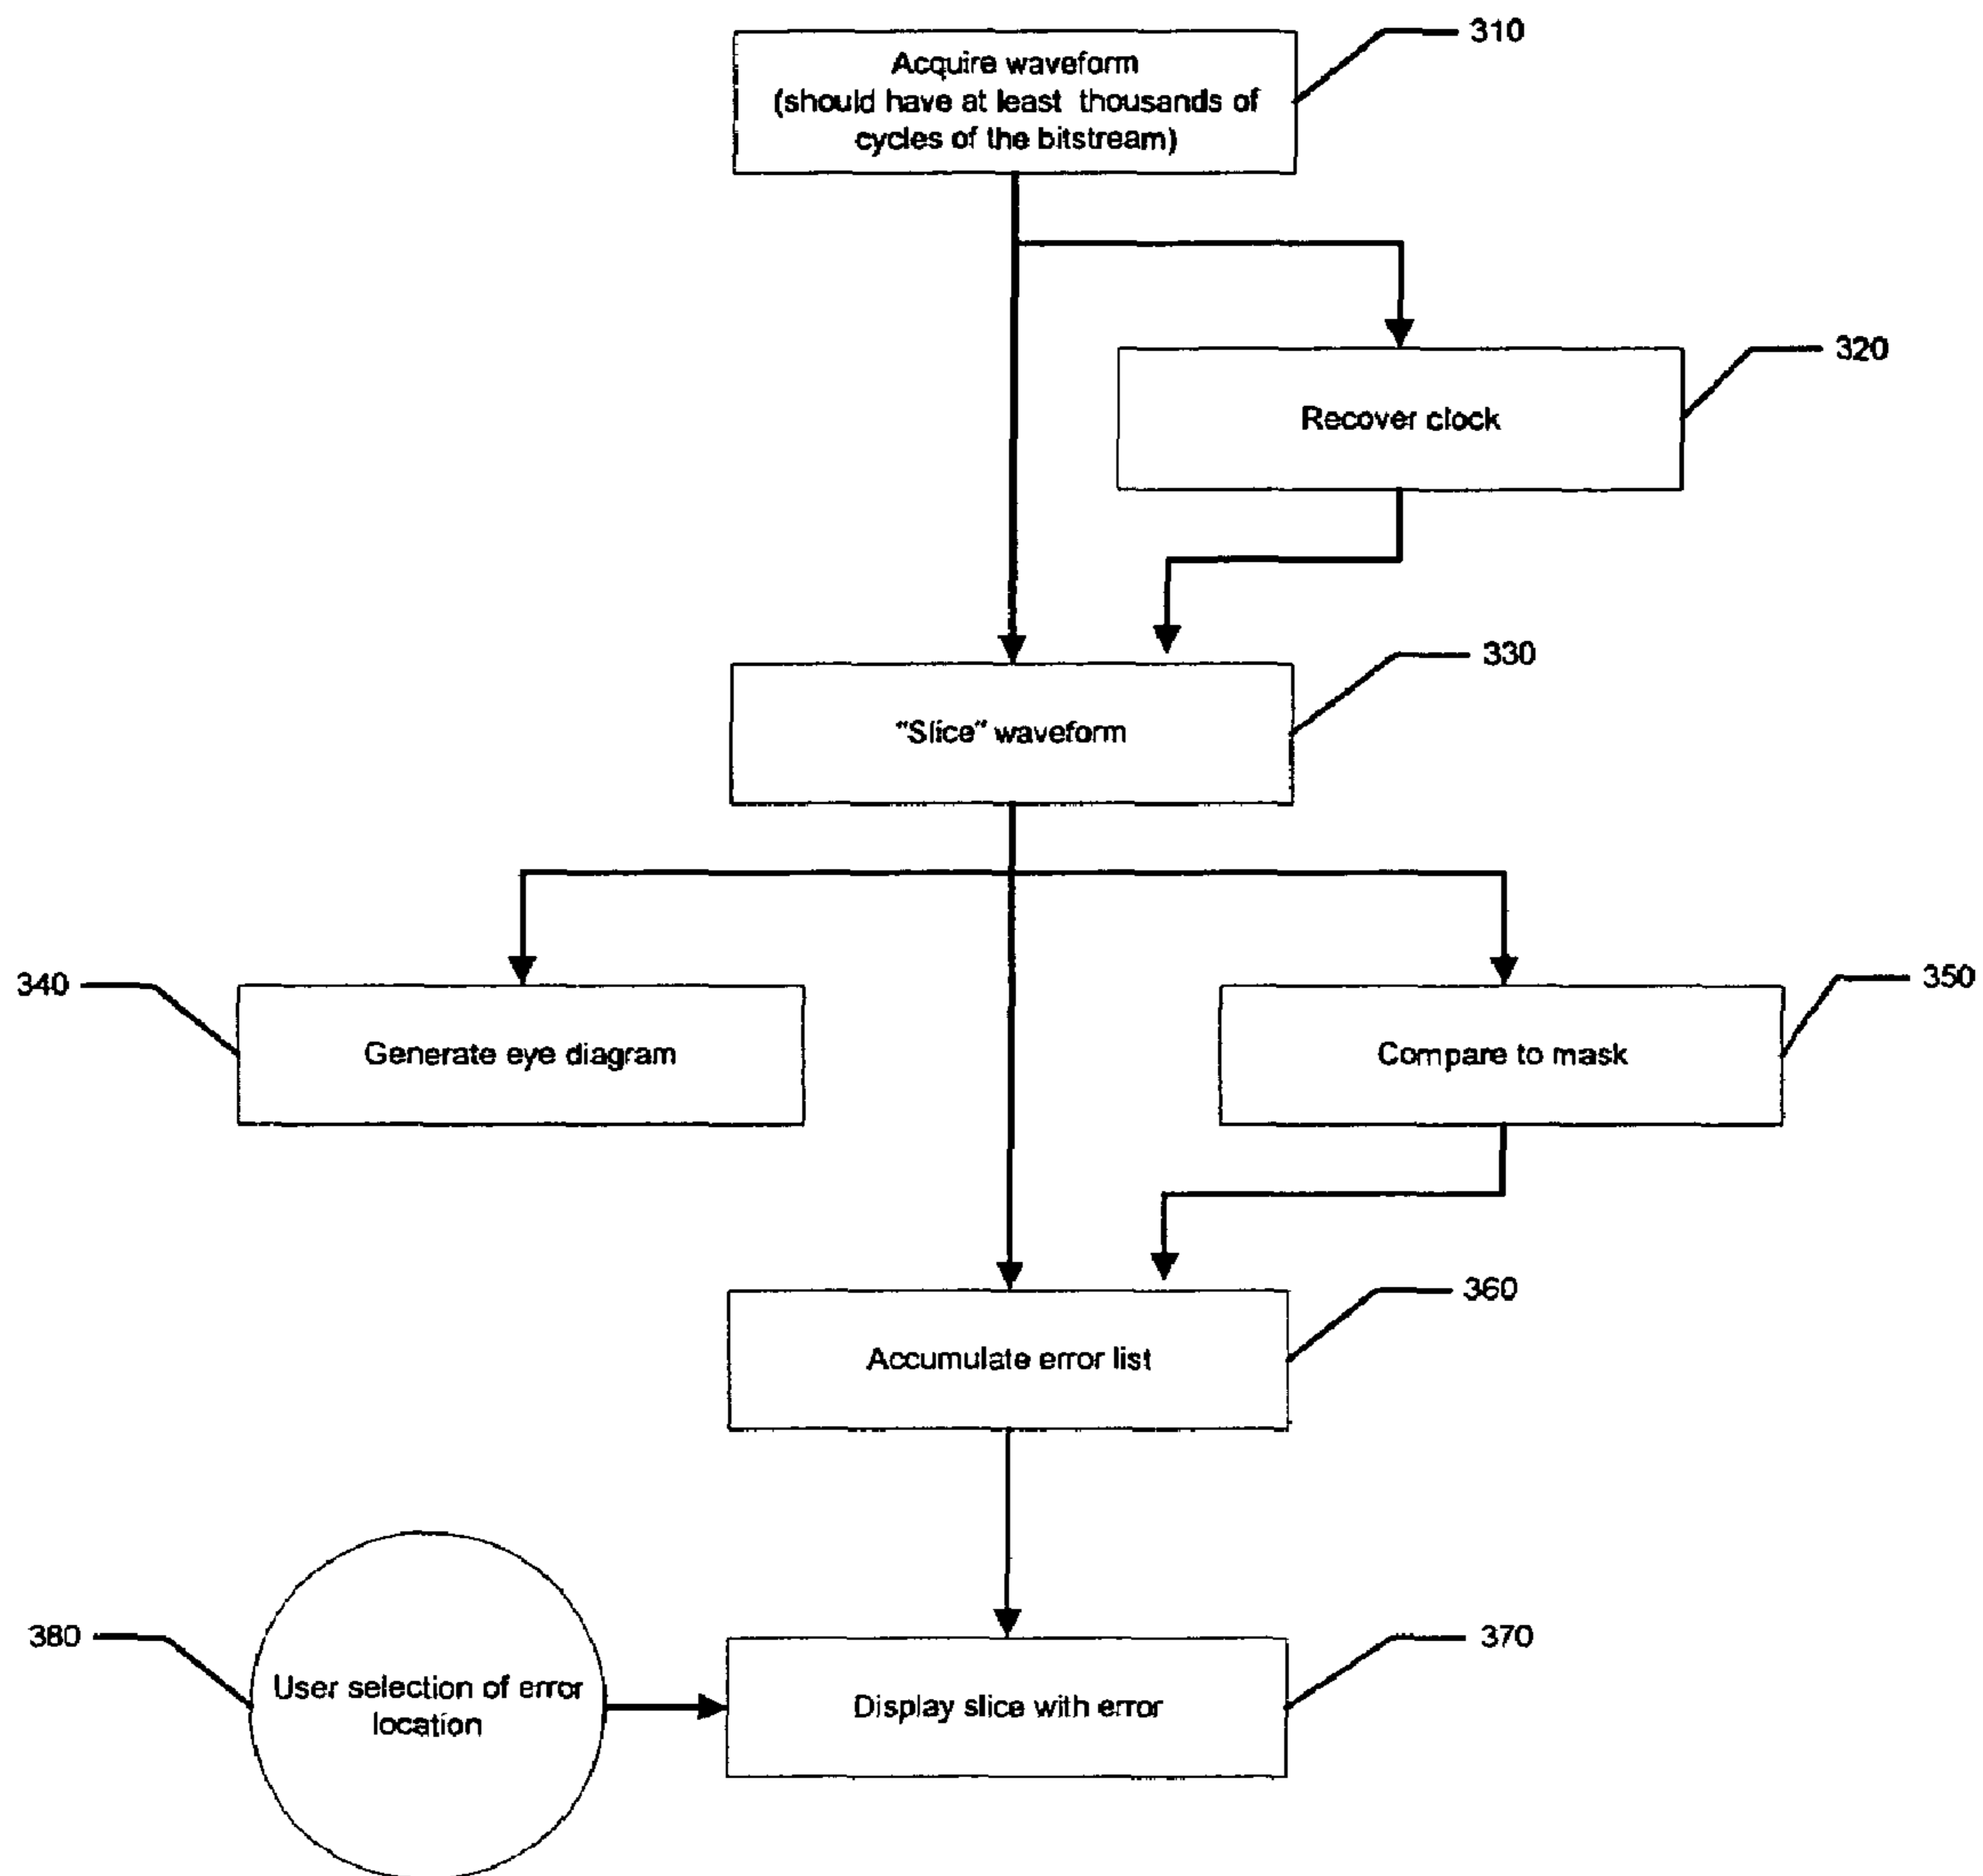 310
Acquire waveform
(should have at least thousands of
cycles of the bitstream)
320
Recover clock
330
"Slice" waveform
340
350
Generate eye diagram
Compare to mask
360
Accumulate error list
380
370
User selection of error
location
Display slice with error